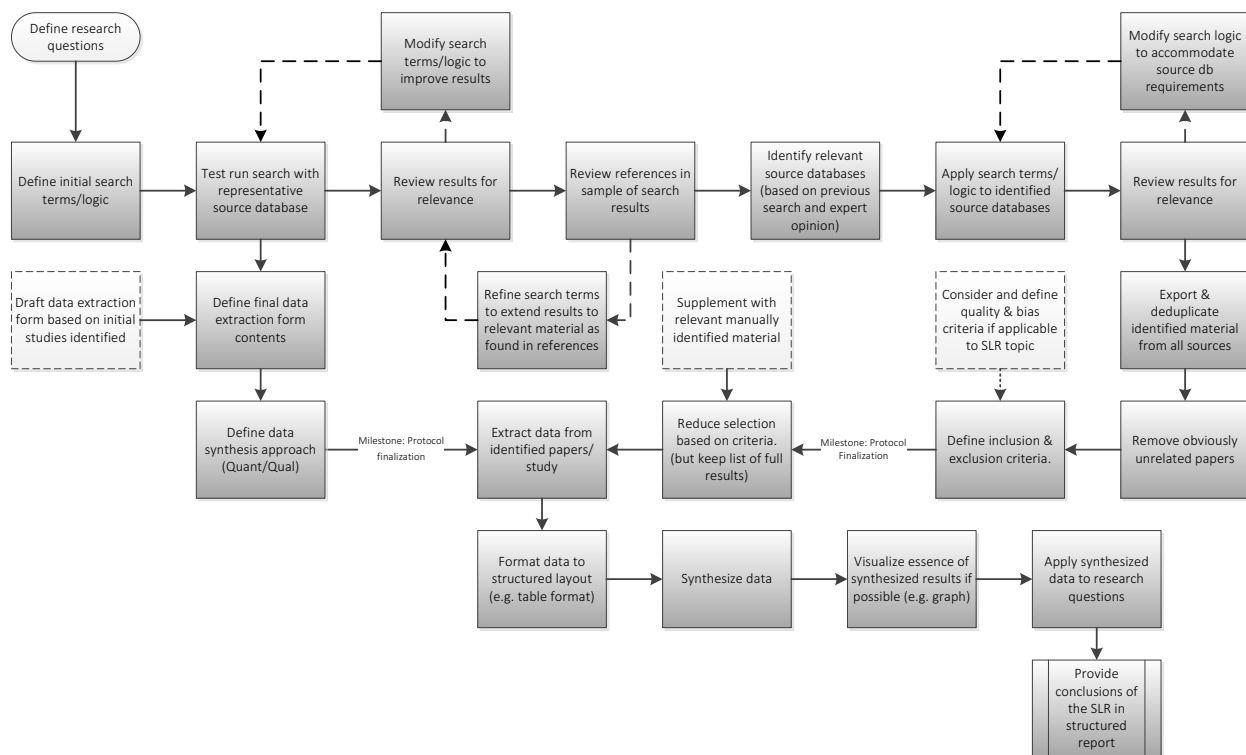 Define research
questions
Modify search
terms/logic to
improve results
Modify search logic
to accommodate
source db
requirements
Define initial search
terms/logic
Test run search with
representative
source database
Review results for
relevance
Review references in
sample of search
results
Identify relevant
source databases
(based on previous
search and expert
opinion)
Apply search terms/
logic to identified
source databases
Review results for
relevance
Draft data extraction
form based on initial
studies identified
Define final data
extraction form
contents
Refine search terms
to extend results to
relevant material as
found in references
Supplement with
relevant manually
identified material
Consider and define
quality & bias
criteria if applicable
to SLR topic
Export &
deduplicate
identified material
from all sources
Define data
synthesis approach
(Quant/Qual)
Milestone: Protocol
finalization
Extract data from
identified papers/
study
Reduce selection
based on criteria.
(but keep list of full
results)
Milestone: Protocol
Finalization
Define inclusion &
exclusion criteria.
Remove obviously
unrelated papers
Format data to
structured layout
(e.g. table format)
Synthesize data
Visualize essence of
synthesized results if
possible (e.g. graph)
Apply synthesized
data to research
questions
Provide
conclusions of
the SLR in
structured
report